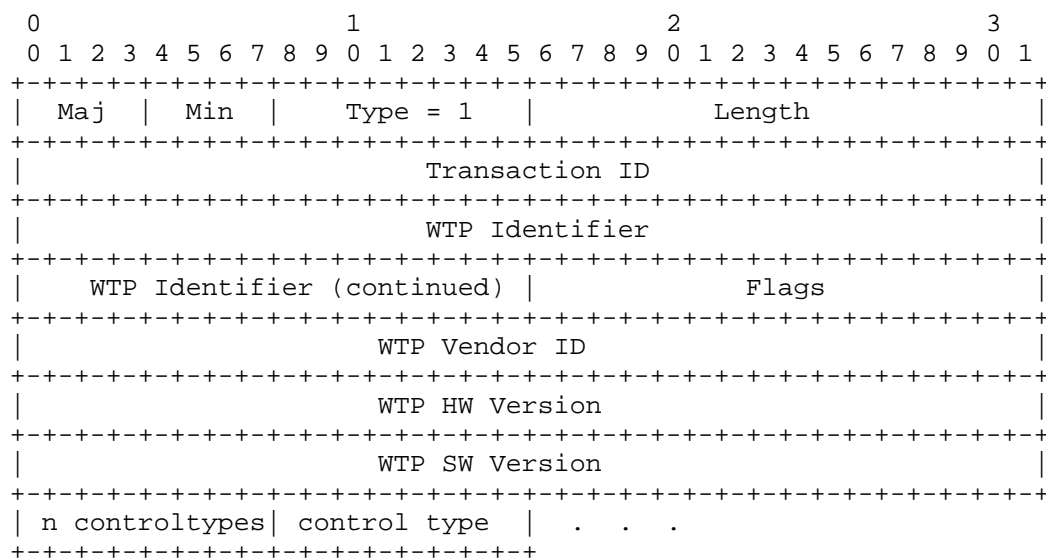 0                   1                   2                   3
 0 1 2 3 4 5 6 7 8 9 0 1 2 3 4 5 6 7 8 9 0 1 2 3 4 5 6 7 8 9 0 1
+-+-+-+-+-+-+-+-+-+-+-+-+-+-+-+-+-+-+-+-+-+-+-+-+-+-+-+-+-+-+-+-+
|  Maj  |  Min  |    Type = 1   |           Length              |
+-+-+-+-+-+-+-+-+-+-+-+-+-+-+-+-+-+-+-+-+-+-+-+-+-+-+-+-+-+-+-+-+
|                         Transaction ID                        |
+-+-+-+-+-+-+-+-+-+-+-+-+-+-+-+-+-+-+-+-+-+-+-+-+-+-+-+-+-+-+-+-+
|                         WTP Identifier                        |
+-+-+-+-+-+-+-+-+-+-+-+-+-+-+-+-+-+-+-+-+-+-+-+-+-+-+-+-+-+-+-+-+
|    WTP Identifier (continued) |             Flags             |
+-+-+-+-+-+-+-+-+-+-+-+-+-+-+-+-+-+-+-+-+-+-+-+-+-+-+-+-+-+-+-+-+
|                      WTP Vendor ID                            |
+-+-+-+-+-+-+-+-+-+-+-+-+-+-+-+-+-+-+-+-+-+-+-+-+-+-+-+-+-+-+-+-+
|                      WTP HW Version                           |
+-+-+-+-+-+-+-+-+-+-+-+-+-+-+-+-+-+-+-+-+-+-+-+-+-+-+-+-+-+-+-+-+
|                      WTP SW Version                           |
+-+-+-+-+-+-+-+-+-+-+-+-+-+-+-+-+-+-+-+-+-+-+-+-+-+-+-+-+-+-+-+-+
| n controltypes| control type  |  .  .  .
+-+-+-+-+-+-+-+-+-+-+-+-+-+-+-+-+